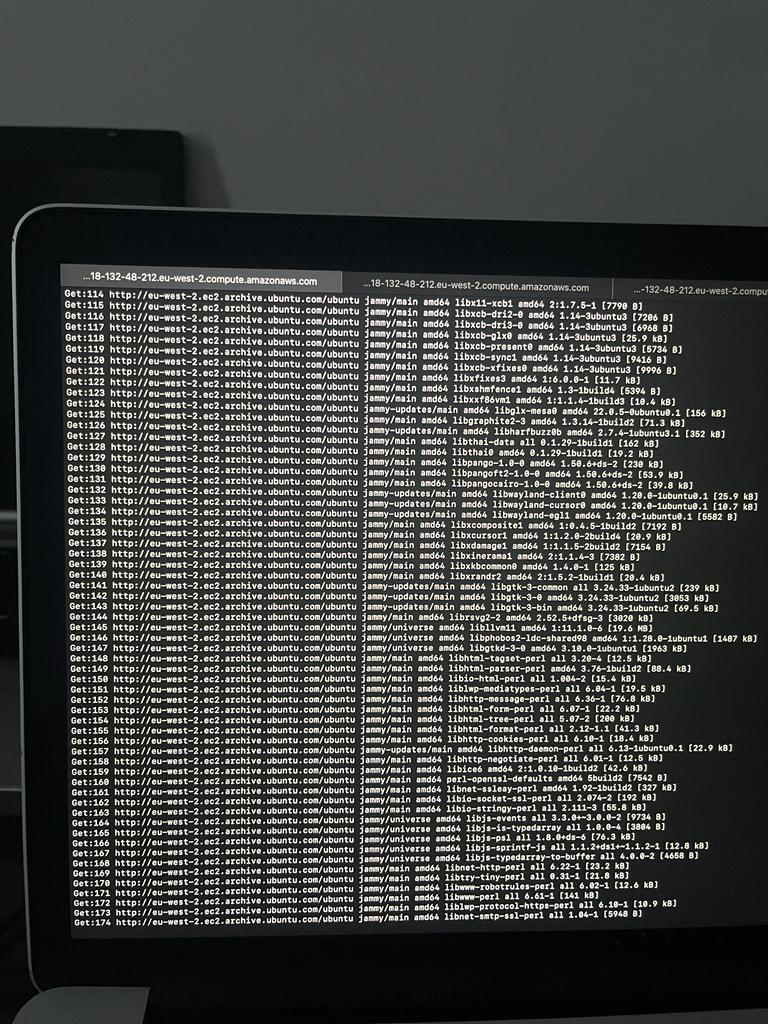 ...18-132-48-212.eu-west-2.compute.amazonaws.com
...18-132-48-212.eu-west-2.compute.amazonaws.com
...-132-48-212.eu-west-2.comput
Get:114 http://eu-west-2.ec2.archive.ubuntu.com/ubuntu jammy/main amd64 libx11-xcb1 amd64 2:1.7.5-1 [7790 B]
Get:115 http://eu-west-2.ec2.archive.ubuntu.com/ubuntu jammy/main amd64 libxcb-dri2-0 amd64 1.14-3ubuntu3 [7206 B]
Get:116 http://eu-west-2.ec2.archive.ubuntu.com/ubuntu jammy/main amd64 libxcb-dri3-0 amd64 1.14-3ubuntu3 [6968 B]
Get:117 http://eu-west-2.ec2.archive.ubuntu.com/ubuntu jammy/main amd64 libxcb-glx0 amd64 1.14-3ubuntu3 [25.9 kB]
Get:118 http://eu-west-2.ec2.archive.ubuntu.com/ubuntu jammy/main amd64 libxcb-present0 amd64 1.14-3ubuntu3 [5734 B]
Get:119 http://eu-west-2.ec2.archive.ubuntu.com/ubuntu jammy/main amd64 libxcb-sync1 amd64 1.14-3ubuntu3 [9416 B]
Get:120 http://eu-west-2.ec2.archive.ubuntu.com/ubuntu jammy/main amd64 libxcb-xfixes0 amd64 1.14-3ubuntu3 [9996 B]
Get:121 http://eu-west-2.ec2.archive.ubuntu.com/ubuntu jammy/main amd64 libxfixes3 amd64 1:6.0.0-1 [11.7 kB]
Get:122 http://eu-west-2.ec2.archive.ubuntu.com/ubuntu jammy/main amd64 libxshmfence1 amd64 1.3-1build4 [5394 B]
Get:123 http://eu-west-2.ec2.archive.ubuntu.com/ubuntu jammy/main amd64 libxxf86vm1 amd64 1:1.1.4-1build3 [10.4 kB]
Get:124 http://eu-west-2.ec2.archive.ubuntu.com/ubuntu jammy-updates/main amd64 libglx-mesa0 amd64 22.0.5-0ubuntu0.1 [156 kB]
Get:125 http://eu-west-2.ec2.archive.ubuntu.com/ubuntu jammy/main amd64 libgraphite2-3 amd64 1.3.14-1build2 [71.3 kB]
Get:126 http://eu-west-2.ec2.archive.ubuntu.com/ubuntu jammy-updates/main amd64 libharfbuzz0b amd64 2.7.4-1ubuntu3.1 [352 kB]
Get:127 http://eu-west-2.ec2.archive.ubuntu.com/ubuntu jammy/main amd64 libthai-data all 0.1.29-1build1 [162 kB]
Get:128 http://eu-west-2.ec2.archive.ubuntu.com/ubuntu jammy/main amd64 libthai0 amd64 0.1.29-1build1 [19.2 kB]
Get:129 http://eu-west-2.ec2.archive.ubuntu.com/ubuntu jammy/main amd64 libpango-1.0-0 amd64 1.50.6+ds-2 [230 kB]
Get:130 http://eu-west-2.ec2.archive.ubuntu.com/ubuntu jammy/main amd64 libpangoft2-1.0-0 amd64 1.50.6+ds-2 [53.9 kB]
Get:131 http://eu-west-2.ec2.archive.ubuntu.com/ubuntu jammy/main amd64 libpangocairo-1.0-0 amd64 1.50.6+ds-2 [39.8 kB]
Get:132 http://eu-west-2.ec2.archive.ubuntu.com/ubuntu jammy-updates/main amd64 libwayland-client0 amd64 1.20.0-1ubuntu0.1 [25.9 kB]
Get:133 http://eu-west-2.ec2.archive.ubuntu.com/ubuntu jammy-updates/main amd64 libwayland-cursor0 amd64 1.20.0-1ubuntu0.1 [10.7 kB]
Get:134 http://eu-west-2.ec2.archive.ubuntu.com/ubuntu jammy-updates/main amd64 libwayland-egl1 amd64 1.20.0-1ubuntu0.1 [5582 B]
Get:135 http://eu-west-2.ec2.archive.ubuntu.com/ubuntu jammy/main amd64 libxcomposite1 amd64 1:0.4.5-1build2 [7192 B]
Get:136 http://eu-west-2.ec2.archive.ubuntu.com/ubuntu jammy/main amd64 libxcursor1 amd64 1:1.2.0-2build4 [20.9 kB]
Get:137 http://eu-west-2.ec2.archive.ubuntu.com/ubuntu jammy/main amd64 libxdamage1 amd64 1:1.1.5-2build2 [7154 B]
Get:138 http://eu-west-2.ec2.archive.ubuntu.com/ubuntu jammy/main amd64 libxinerama1 amd64 2:1.1.4-3 [7382 B]
Get:139 http://eu-west-2.ec2.archive.ubuntu.com/ubuntu jammy/main amd64 libxkbcommon0 amd64 1.4.0-1 [125 kB]
Get:140 http://eu-west-2.ec2.archive.ubuntu.com/ubuntu jammy/main amd64 libxrandr2 amd64 2:1.5.2-1build1 [20.4 kB]
Get:141 http://eu-west-2.ec2.archive.ubuntu.com/ubuntu jammy-updates/main amd64 libgtk-3-common all 3.24.33-1ubuntu2 [239 kB]
Get:142 http://eu-west-2.ec2.archive.ubuntu.com/ubuntu jammy-updates/main amd64 libgtk-3-0 amd64 3.24.33-1ubuntu2 [3053 kB]
Get:143 http://eu-west-2.ec2.archive.ubuntu.com/ubuntu jammy-updates/main amd64 libgtk-3-bin amd64 3.24.33-1ubuntu2 [69.5 kB]
Get:144 http://eu-west-2.ec2.archive.ubuntu.com/ubuntu jammy/main amd64 librsvg2-2 amd64 2.52.5+dfsg-3 [3020 kB]
Get:145 http://eu-west-2.ec2.archive.ubuntu.com/ubuntu jammy/universe amd64 libllvm11 amd64 1:11.1.0-6 [19.6 MB]
Get:146 http://eu-west-2.ec2.archive.ubuntu.com/ubuntu jammy/universe amd64 libphobos2-ldc-shared98 amd64 1:1.28.0-1ubuntu1 [1487 kB]
Get:147 http://eu-west-2.ec2.archive.ubuntu.com/ubuntu jammy/universe amd64 libgtkd-3-0 amd64 3.10.0-1ubuntu1 [1963 kB]
Get:148 http://eu-west-2.ec2.archive.ubuntu.com/ubuntu jammy/main amd64 libhtml-tagset-perl all 3.20-4 [12.5 kB]
Get:149 http://eu-west-2.ec2.archive.ubuntu.com/ubuntu jammy/main amd64 libhtml-parser-perl amd64 3.76-1build2 [88.4 kB]
Get:150 http://eu-west-2.ec2.archive.ubuntu.com/ubuntu jammy/main amd64 libio-html-perl all 1.004-2 [15.4 kB]
Get:151 http://eu-west-2.ec2.archive.ubuntu.com/ubuntu jammy/main amd64 liblwp-mediatypes-perl all 6.04-1 [19.5 kB]
Get:152 http://eu-west-2.ec2.archive.ubuntu.com/ubuntu jammy/main amd64 libhttp-message-perl all 6.36-1 [76.8 kB]
Get:153 http://eu-west-2.ec2.archive.ubuntu.com/ubuntu jammy/main amd64 libhtml-form-perl all 6.07-1 [22.2 kB]
Get:154 http://eu-west-2.ec2.archive.ubuntu.com/ubuntu jammy/main amd64 libhtml-tree-perl all 5.07-2 [200 kB]
Get:155 http://eu-west-2.ec2.archive.ubuntu.com/ubuntu jammy/main amd64 libhtml-format-perl all 2.12-1.1 [41.3 kB]
Get:156 http://eu-west-2.ec2.archive.ubuntu.com/ubuntu jammy/main amd64 libhttp-cookies-perl all 6.10-1 [18.4 kB]
Get:157 http://eu-west-2.ec2.archive.ubuntu.com/ubuntu jammy-updates/main amd64 libhttp-daemon-perl all 6.13-1ubuntu0.1 [22.9 kB]
Get:158 http://eu-west-2.ec2.archive.ubuntu.com/ubuntu jammy/main amd64 libhttp-negotiate-perl all 6.01-1 [12.5 kB]
Get:159 http://eu-west-2.ec2.archive.ubuntu.com/ubuntu jammy/main amd64 libice6 amd64 2:1.0.10-1build2 [42.6 kB]
Get:160 http://eu-west-2.ec2.archive.ubuntu.com/ubuntu jammy/main amd64 perl-openssl-defaults amd64 5build2 [7542 B]
Get:161 http://eu-west-2.ec2.archive.ubuntu.com/ubuntu jammy/main amd64 libnet-ssleay-perl amd64 1.92-1build2 [327 kB]
Get:162 http://eu-west-2.ec2.archive.ubuntu.com/ubuntu jammy/main amd64 libio-socket-ssl-perl all 2.074-2 [192 kB]
Get:163 http://eu-west-2.ec2.archive.ubuntu.com/ubuntu jammy/main amd64 libio-stringy-perl all 2.111-3 [55.8 kB]
Get:164 http://eu-west-2.ec2.archive.ubuntu.com/ubuntu jammy/universe amd64 libjs-events all 3.3.0+~3.0.0-2 [9734 B]
Get:165 http://eu-west-2.ec2.archive.ubuntu.com/ubuntu jammy/universe amd64 libjs-is-typedarray all 1.0.0-4 [3804 B]
Get:166 http://eu-west-2.ec2.archive.ubuntu.com/ubuntu jammy/universe amd64 libjs-psl all 1.8.0+ds-6 [76.3 kB]
Get:167 http://eu-west-2.ec2.archive.ubuntu.com/ubuntu jammy/universe amd64 libjs-sprintf-js all 1.1.2+ds1+~1.1.2-1 [12.8 kB]
Get:168 http://eu-west-2.ec2.archive.ubuntu.com/ubuntu jammy/universe amd64 libjs-typedarray-to-buffer all 4.0.0-2 [4658 B]
Get:169 http://eu-west-2.ec2.archive.ubuntu.com/ubuntu jammy/main amd64 libnet-http-perl all 6.22-1 [23.2 kB]
Get:170 http://eu-west-2.ec2.archive.ubuntu.com/ubuntu jammy/main amd64 libtry-tiny-perl all 0.31-1 [21.8 kB]
Get:171 http://eu-west-2.ec2.archive.ubuntu.com/ubuntu jammy/main amd64 libwww-robotrules-perl all 6.02-1 [12.6 kB]
Get:172 http://eu-west-2.ec2.archive.ubuntu.com/ubuntu jammy/main amd64 libwww-perl all 6.61-1 [141 kB]
Get:173 http://eu-west-2.ec2.archive.ubuntu.com/ubuntu jammy/main amd64 liblwp-protocol-https-perl all 6.10-1 [10.9 kB]
Get:174 http://eu-west-2.ec2.archive.ubuntu.com/ubuntu jammy/main amd64 libnet-smtp-ssl-perl all 1.04-1 [5948 B]